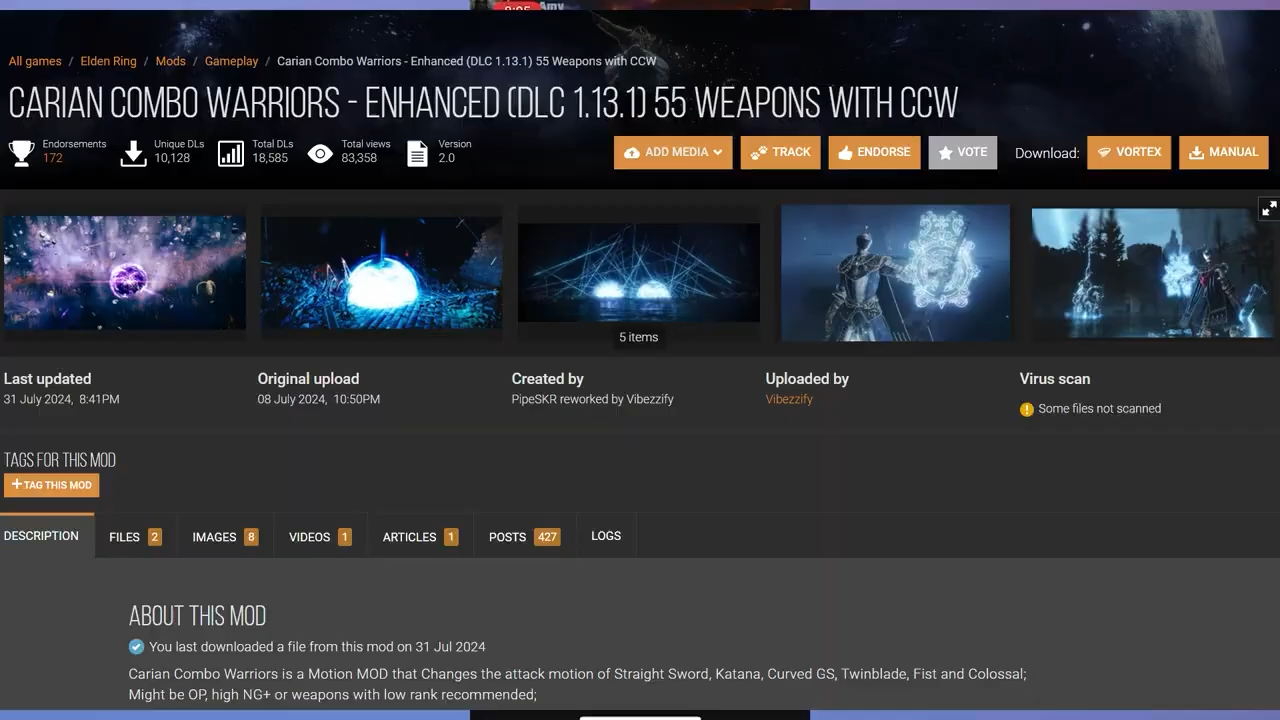 All games / Elden Ring / Mods / Gameplay / Carian Combo Warriors - Enhanced (DLC 1.13.1) 55 Weapons with CCW
CARIAN COMBO WARRIORS - ENHANCED (DLC 1.13.1) 55 WEAPONS WITH CCW
Endorsements
172
Unique DLs
10,128
Total DLs
18,585
Total views
83,358
Version
2.0
ADD MEDIA
TRACK
ENDORSE
VOTE
Download:
VORTEX
MANUAL
5 items
Last updated
31 July 2024, 8:41PM
Original upload
08 July 2024, 10:50PM
Created by
PipeSKR reworked by Vibezzify
Uploaded by
Vibezzify
Virus scan
Some files not scanned
TAGS FOR THIS MOD
+ TAG THIS MOD
DESCRIPTION
FILES 2
IMAGES 8
VIDEOS 1
ARTICLES 1
POSTS 427
LOGS
ABOUT THIS MOD
You last downloaded a file from this mod on 31 Jul 2024
Carian Combo Warriors is a Motion MOD that Changes the attack motion of Straight Sword, Katana, Curved GS, Twinblade, Fist and Colossal;
Might be OP, high NG+ or weapons with low rank recommended;